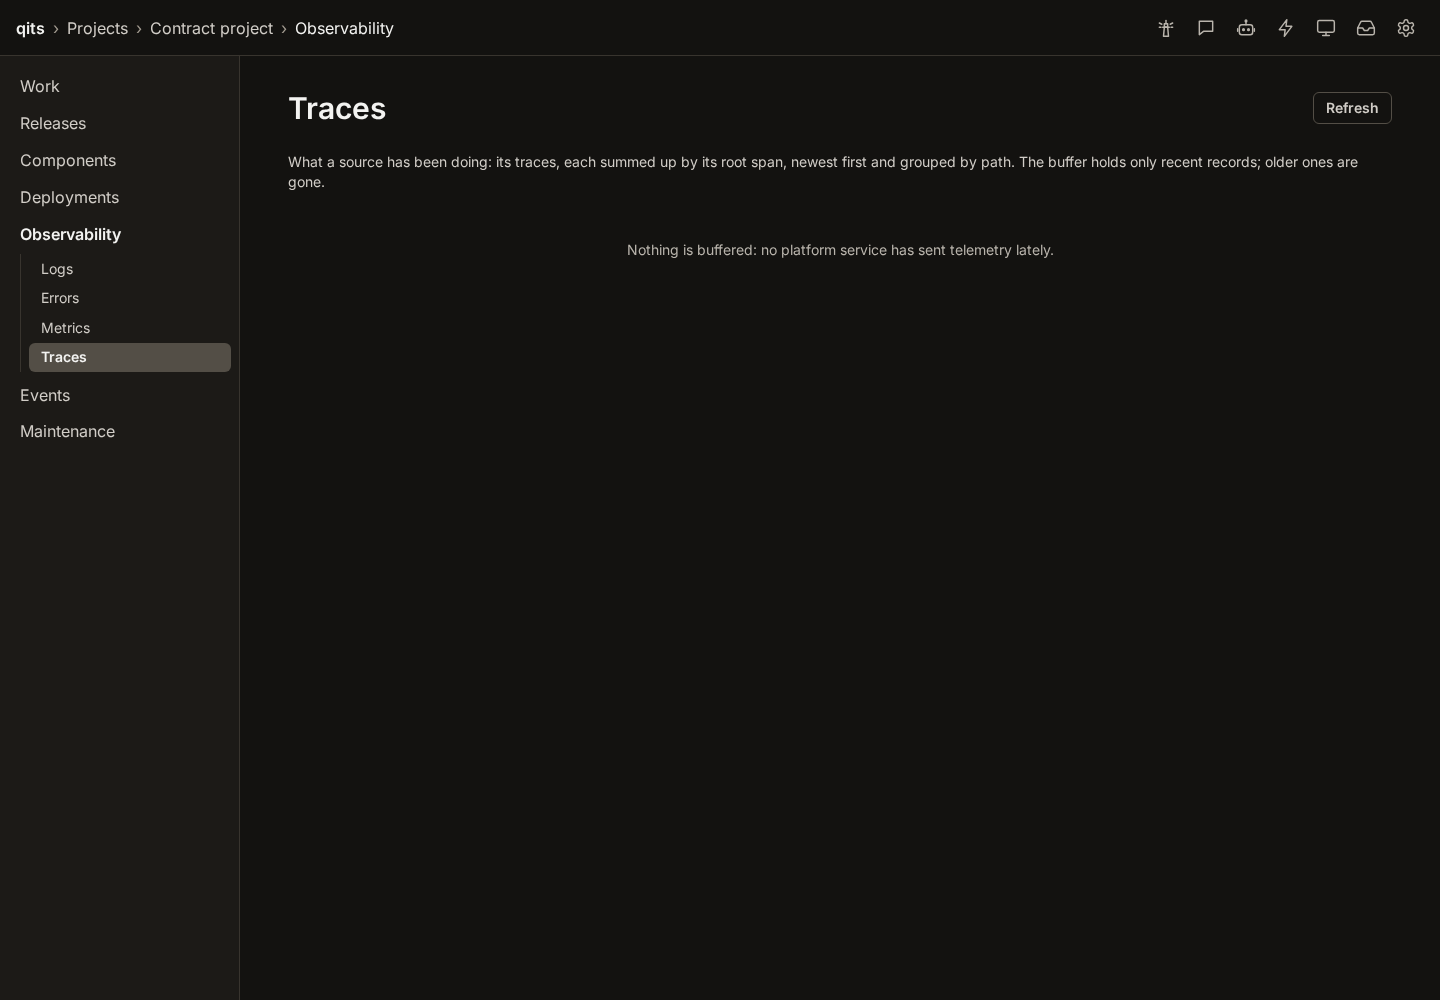 qits › Projects › Contract project › Observability
Work
Releases
Components
Deployments
Observability
Logs
Errors
Metrics
Traces
Events
Maintenance
Traces
Refresh
What a source has been doing: its traces, each summed up by its root span, newest first and grouped by path. The buffer holds only recent records; older ones are
gone.
Nothing is buffered: no platform service has sent telemetry lately.